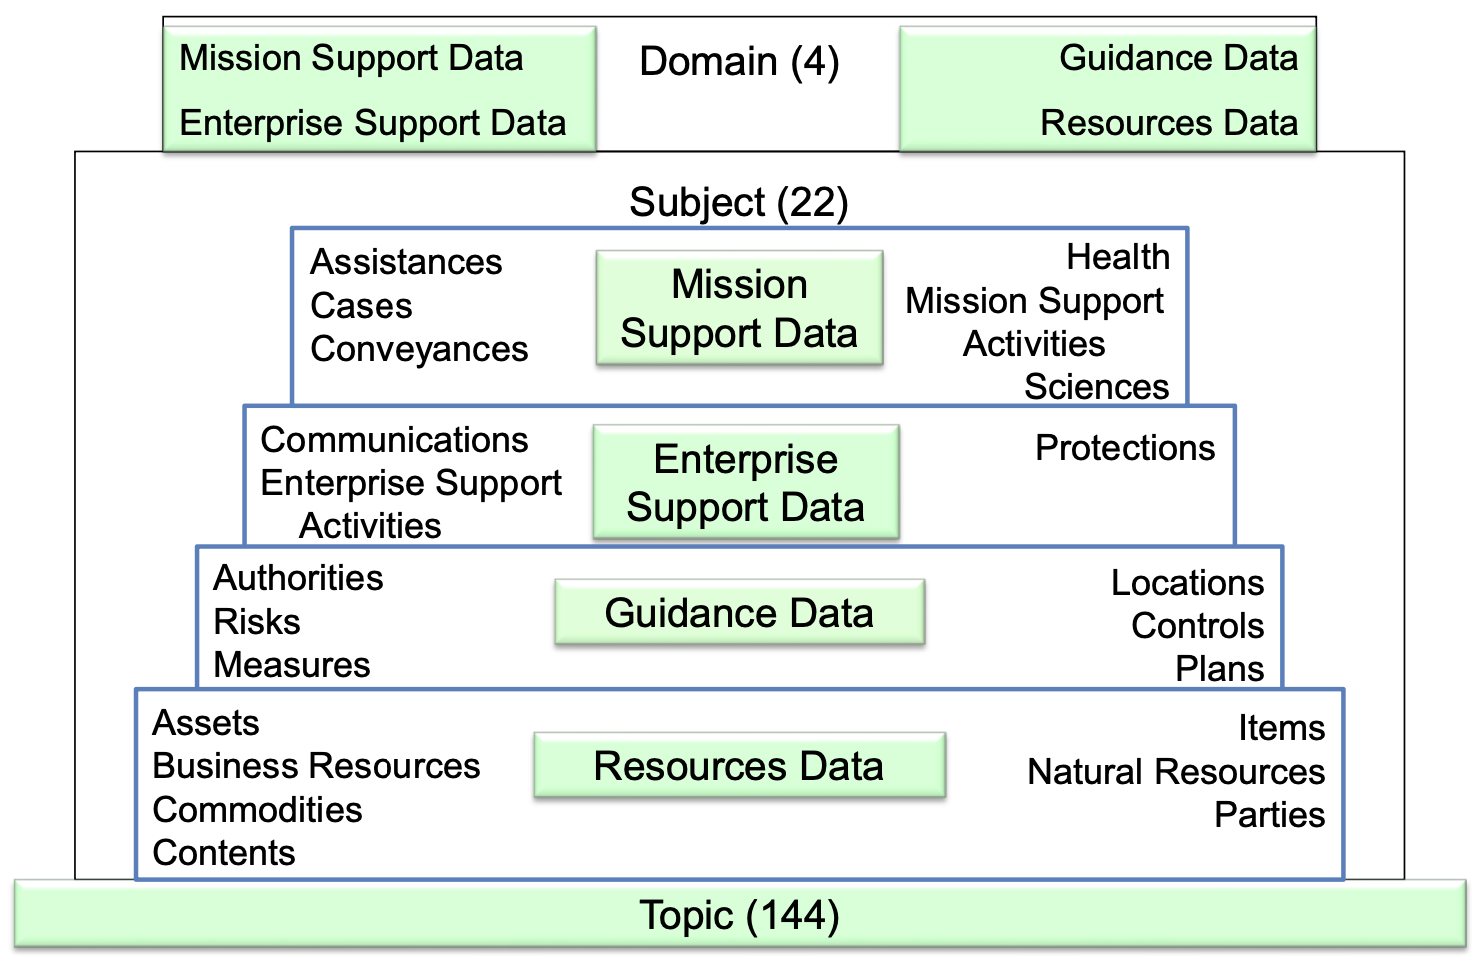 Mission Support Data
Enterprise Support Data
Domain (4)
Guidance Data
Resources Data
Subject (22)
Assistances
Cases
Conveyances
Mission
Support Data
Health
Mission Support
Activities
Sciences
Communications
Enterprise Support
Activities
Enterprise
Support Data
Protections
Authorities
Risks
Measures
Guidance Data
Locations
Controls
Plans
Assets
Business Resources
Commodities
Contents
Resources Data
Items
Natural Resources
Parties
Topic (144)